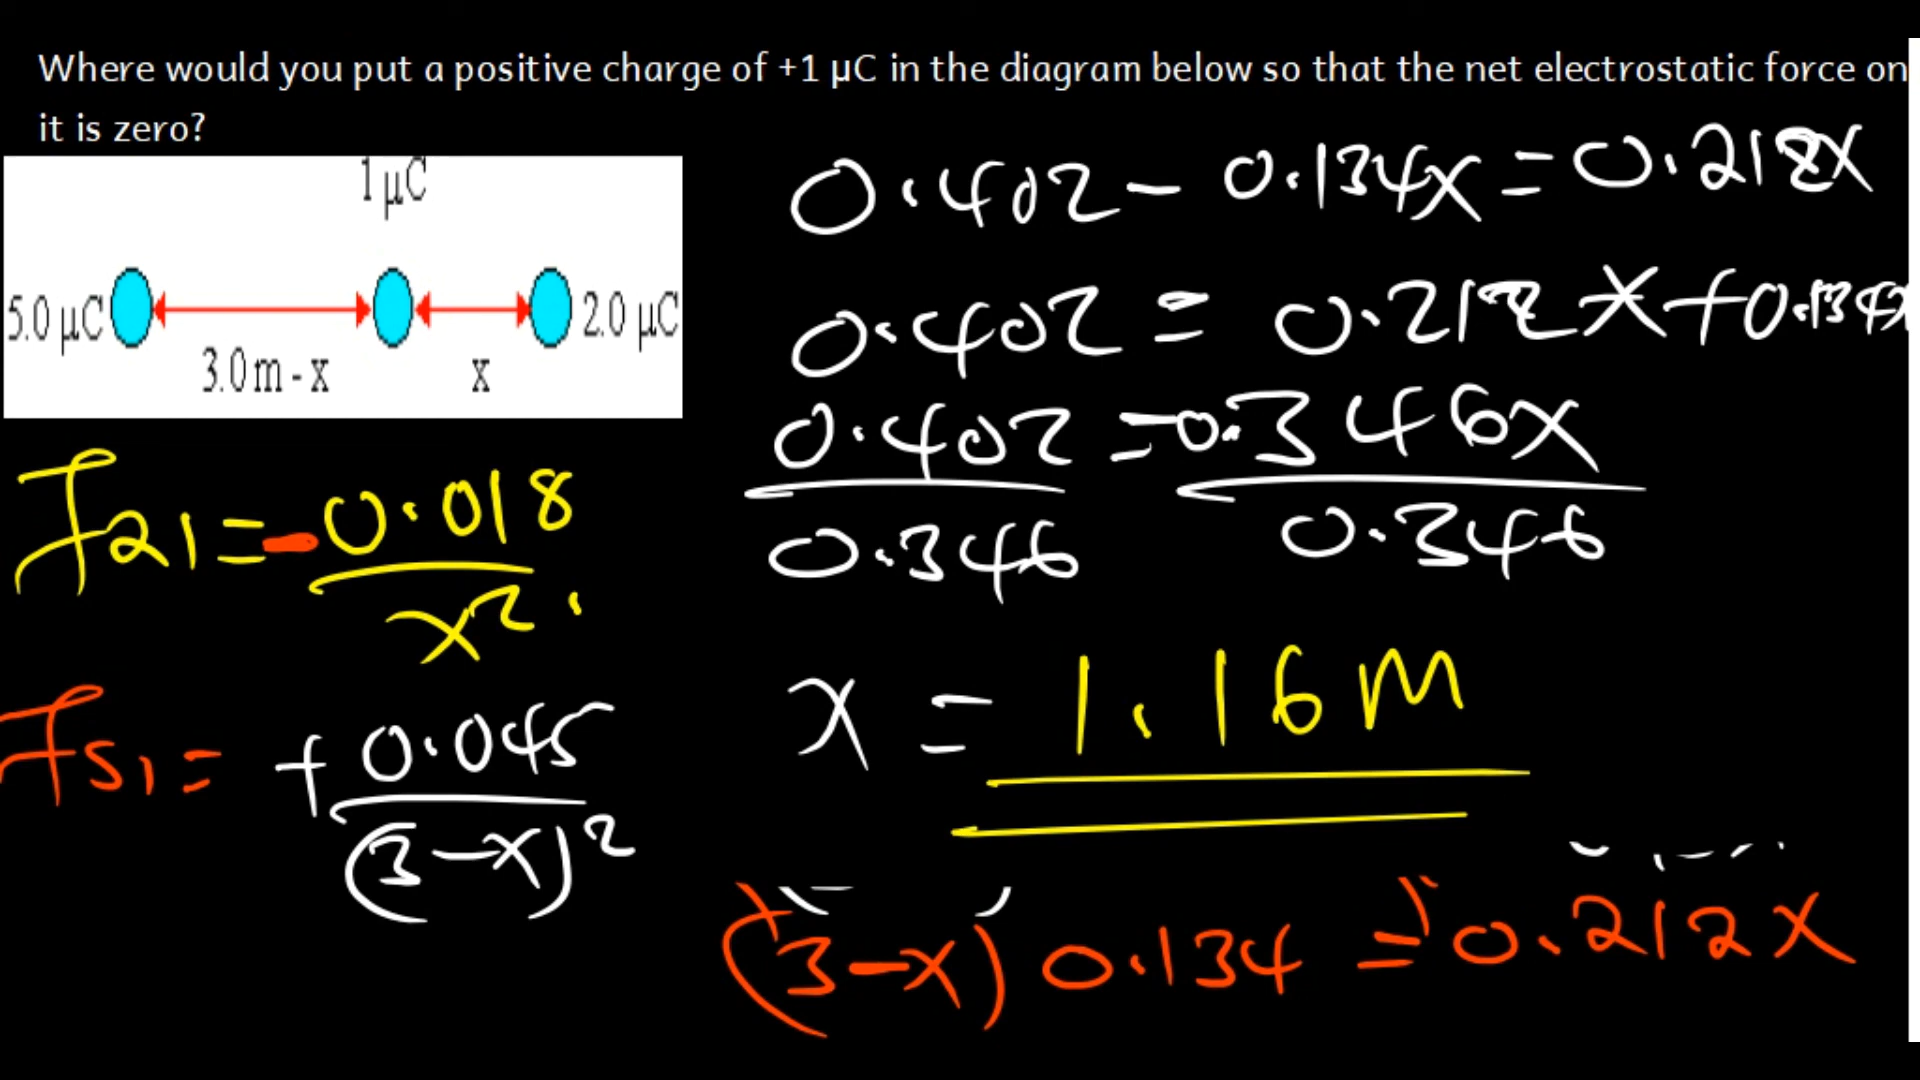 Where would you put a positive charge of +1 μC in the diagram below so that the net electrostatic force on
it is zero?
1 μC
5.0 μC
2.0 μC
3.0 m - x
x
F21 = -0.018
x².
F51 = +0.045
(3-x)²
0.402 - 0.134x = 0.212x
0.402 = 0.212x + 0.134x
0.402 = 0.346x
0.346 0.346
x = 1.16m
(3-x) 0.134 = 0.212x